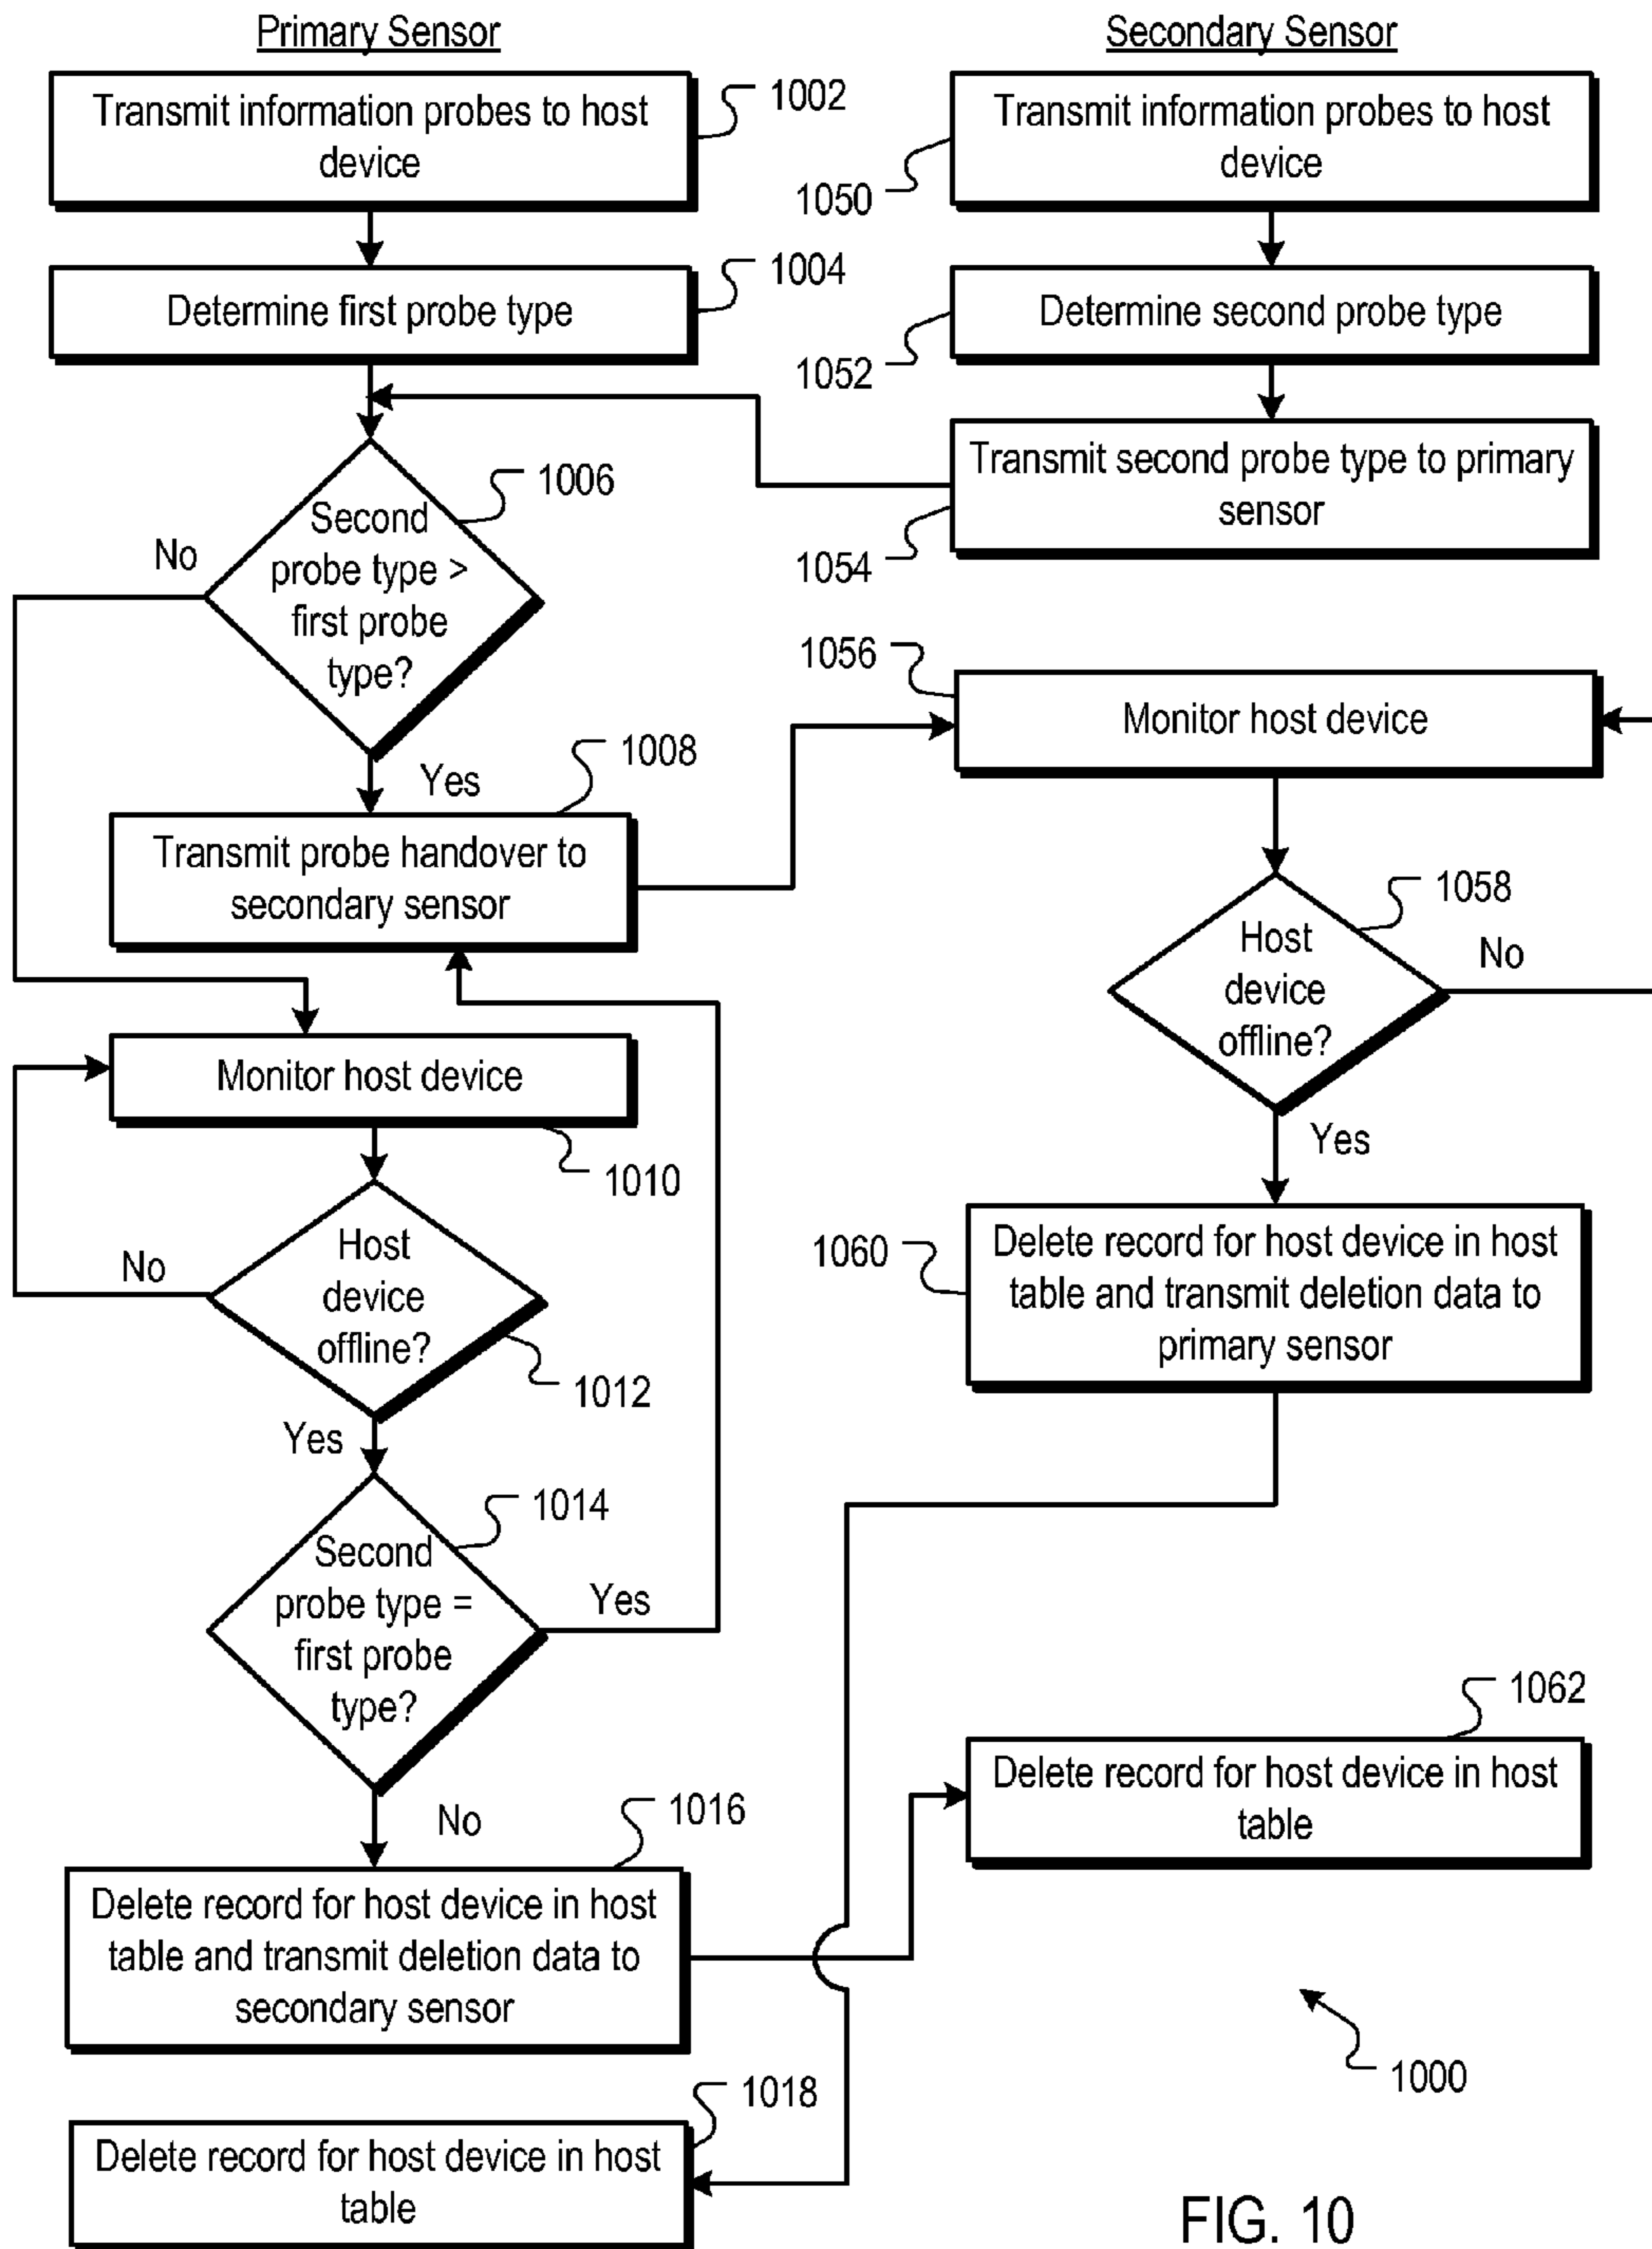 Primary Sensor
Transmit information probes to host
device
1002
Determine first probe type
1004
Second
probe type >
first probe
type?
1006
No
Yes
Transmit probe handover to
secondary sensor
1008
Monitor host device
1010
Host
device
offline?
1012
No
Yes
Second
probe type =
first probe
type?
1014
Yes
No
Delete record for host device in host
table and transmit deletion data to
secondary sensor
1016
Delete record for host device in host
table
1018
Secondary Sensor
Transmit information probes to host
device
1050
Determine second probe type
1052
Transmit second probe type to primary
sensor
1054
Monitor host device
1056
Host
device
offline?
1058
No
Yes
Delete record for host device in host
table and transmit deletion data to
primary sensor
1060
Delete record for host device in host
table
1062
1000
FIG. 10